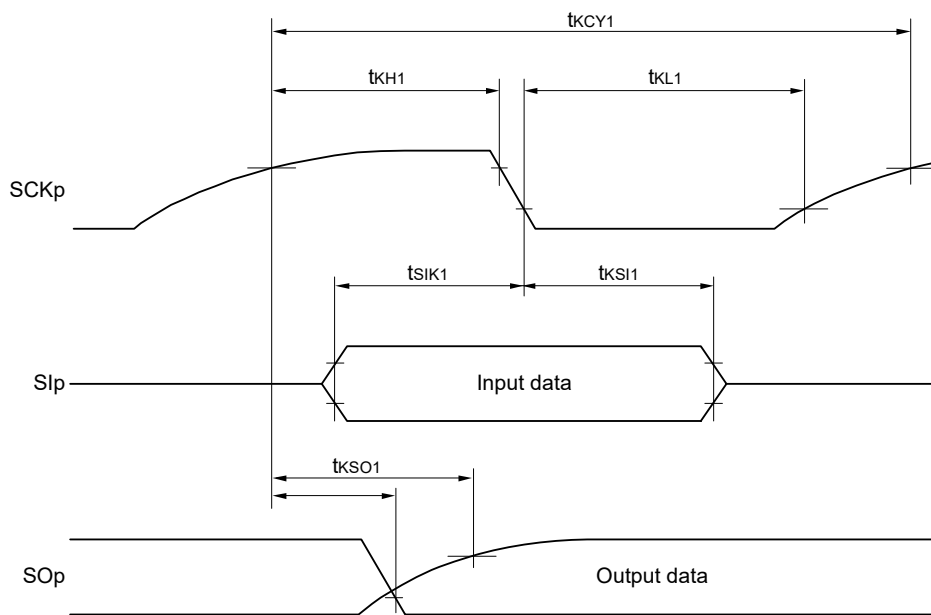 tKCY1
tKH1
tKL1
SCKp
tSIK1
tKSI1
SIp
Input data
tKSO1
SOp
Output data